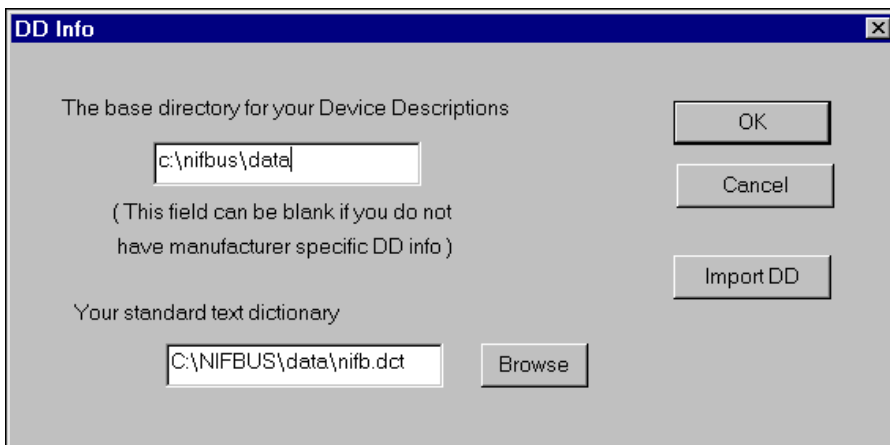 DD Info
The base directory for your Device Descriptions
OK
c:\nifbus\data
Cancel
( This field can be blank if you do not
have manufacturer specific DD info )
Import DD
Your standard text dictionary
C:\NIFBUS\data\nifb.dct
Browse